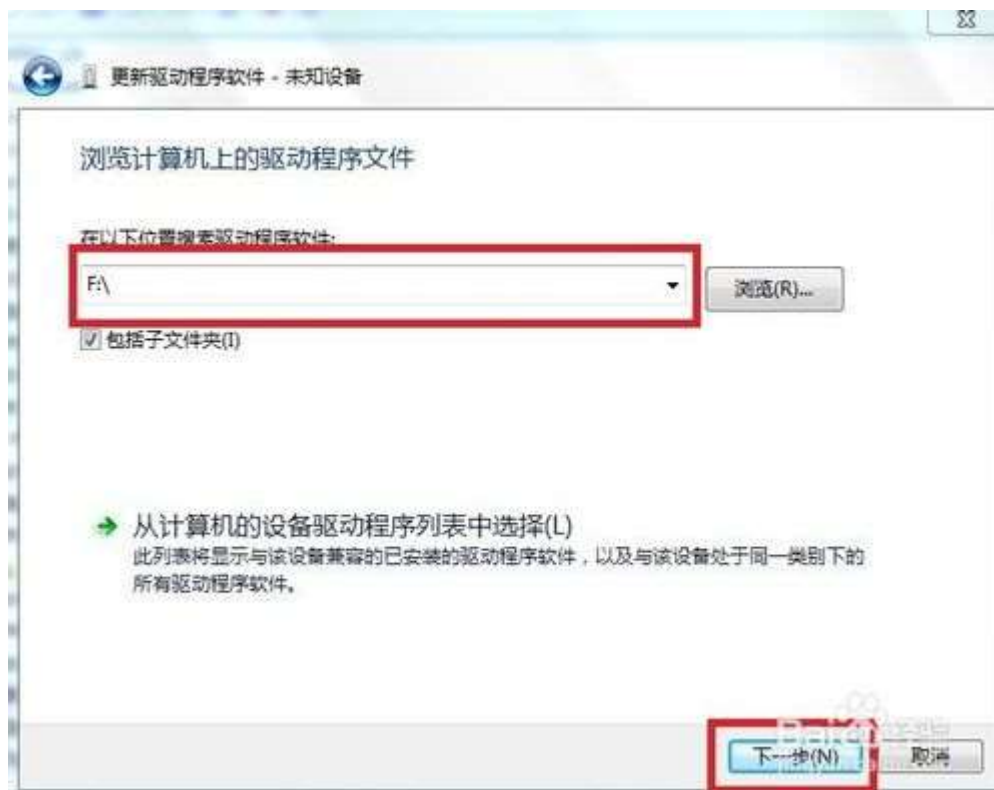 更新驱动程序软件 - 未知设备
浏览计算机上的驱动程序文件
在以下位置搜索驱动程序软件:
F:\
浏览(R)...
包括子文件夹(I)
从计算机的设备驱动程序列表中选择(L)
此列表将显示与该设备兼容的已安装的驱动程序软件，以及与该设备处于同一类别下的
所有驱动程序软件。
下一步(N)
取消